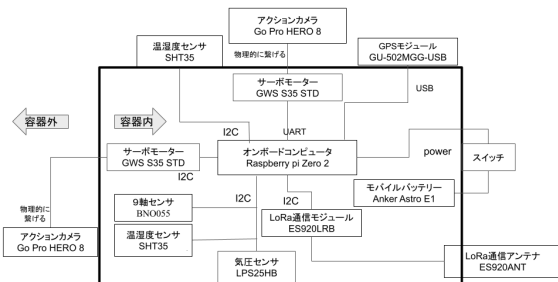 アクションカメラ
Go Pro HERO 8
温湿度センサ
SHT35
物理的に繋げる
GPSモジュール
GU-502MGG-USB
サーボモーター
GWS S35 STD
USB
容器外
容器内
I2C
UART
サーボモーター
GWS S35 STD
オンボードコンピュータ
Raspberry pi Zero 2
power
スイッチ
I2C
I2C
I2C
モバイルバッテリー
Anker Astro E1
9軸センサ
BNO055
物理的に
繋げる
LoRa通信モジュール
ES920LRB
アクションカメラ
Go Pro HERO 8
温湿度センサ
SHT35
気圧センサ
LPS25HB
LoRa通信アンテナ
ES920ANT